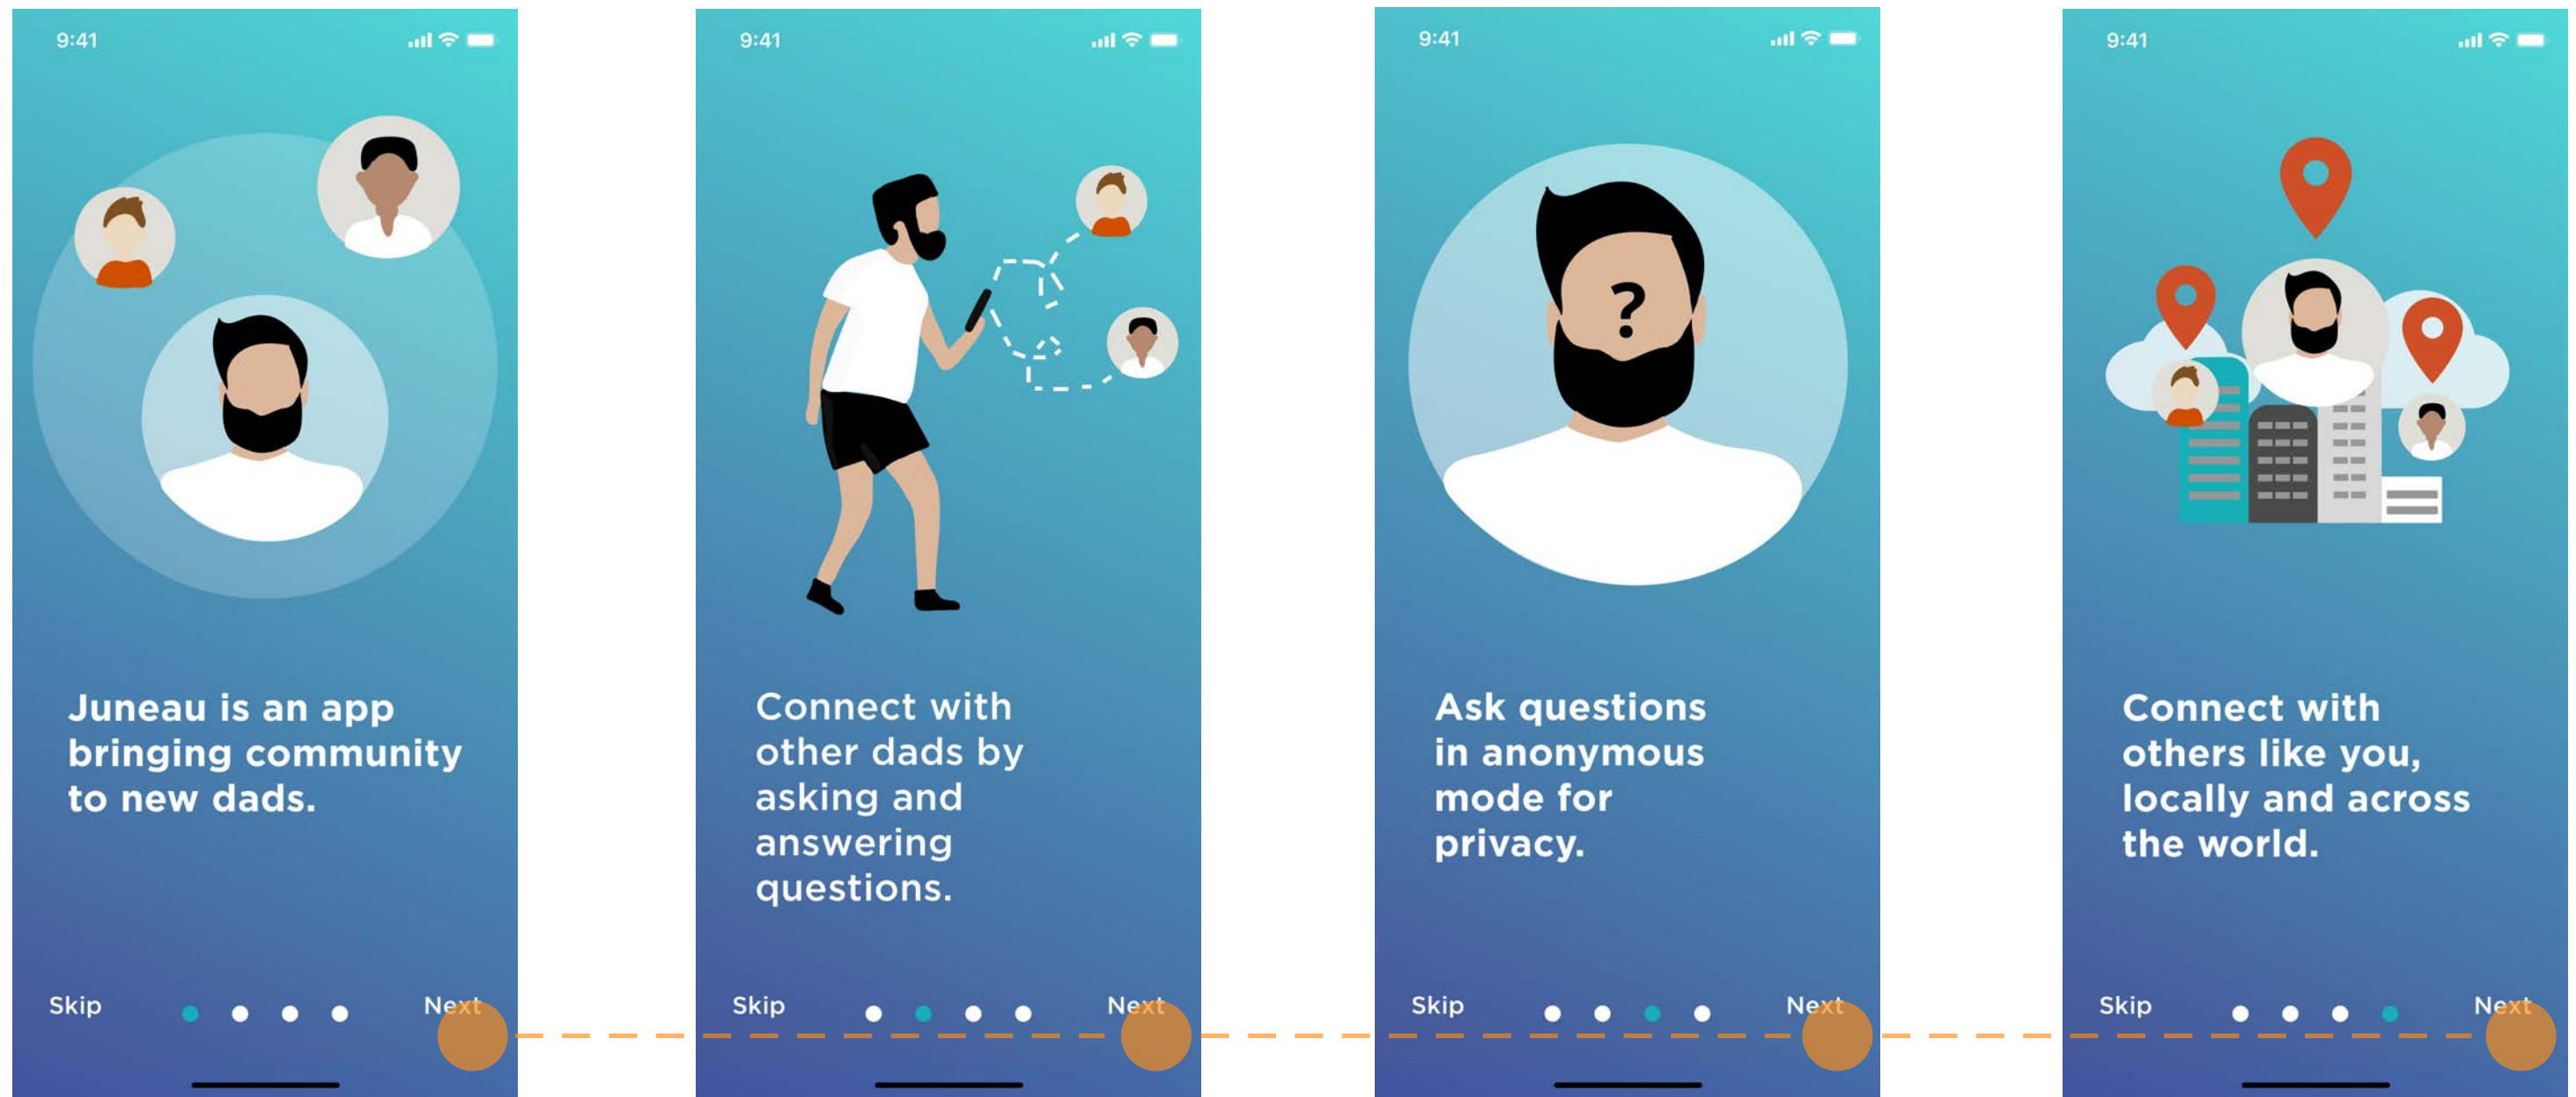 9:41
Juneau is an app
bringing community
to new dads.
Skip
Next
9:41
Connect with
other dads by
asking and
answering
questions.
Skip
Next
9:41
?
Ask questions
in anonymous
mode for
privacy.
Skip
Next
9:41
Connect with
others like you,
locally and across
the world.
Skip
Next